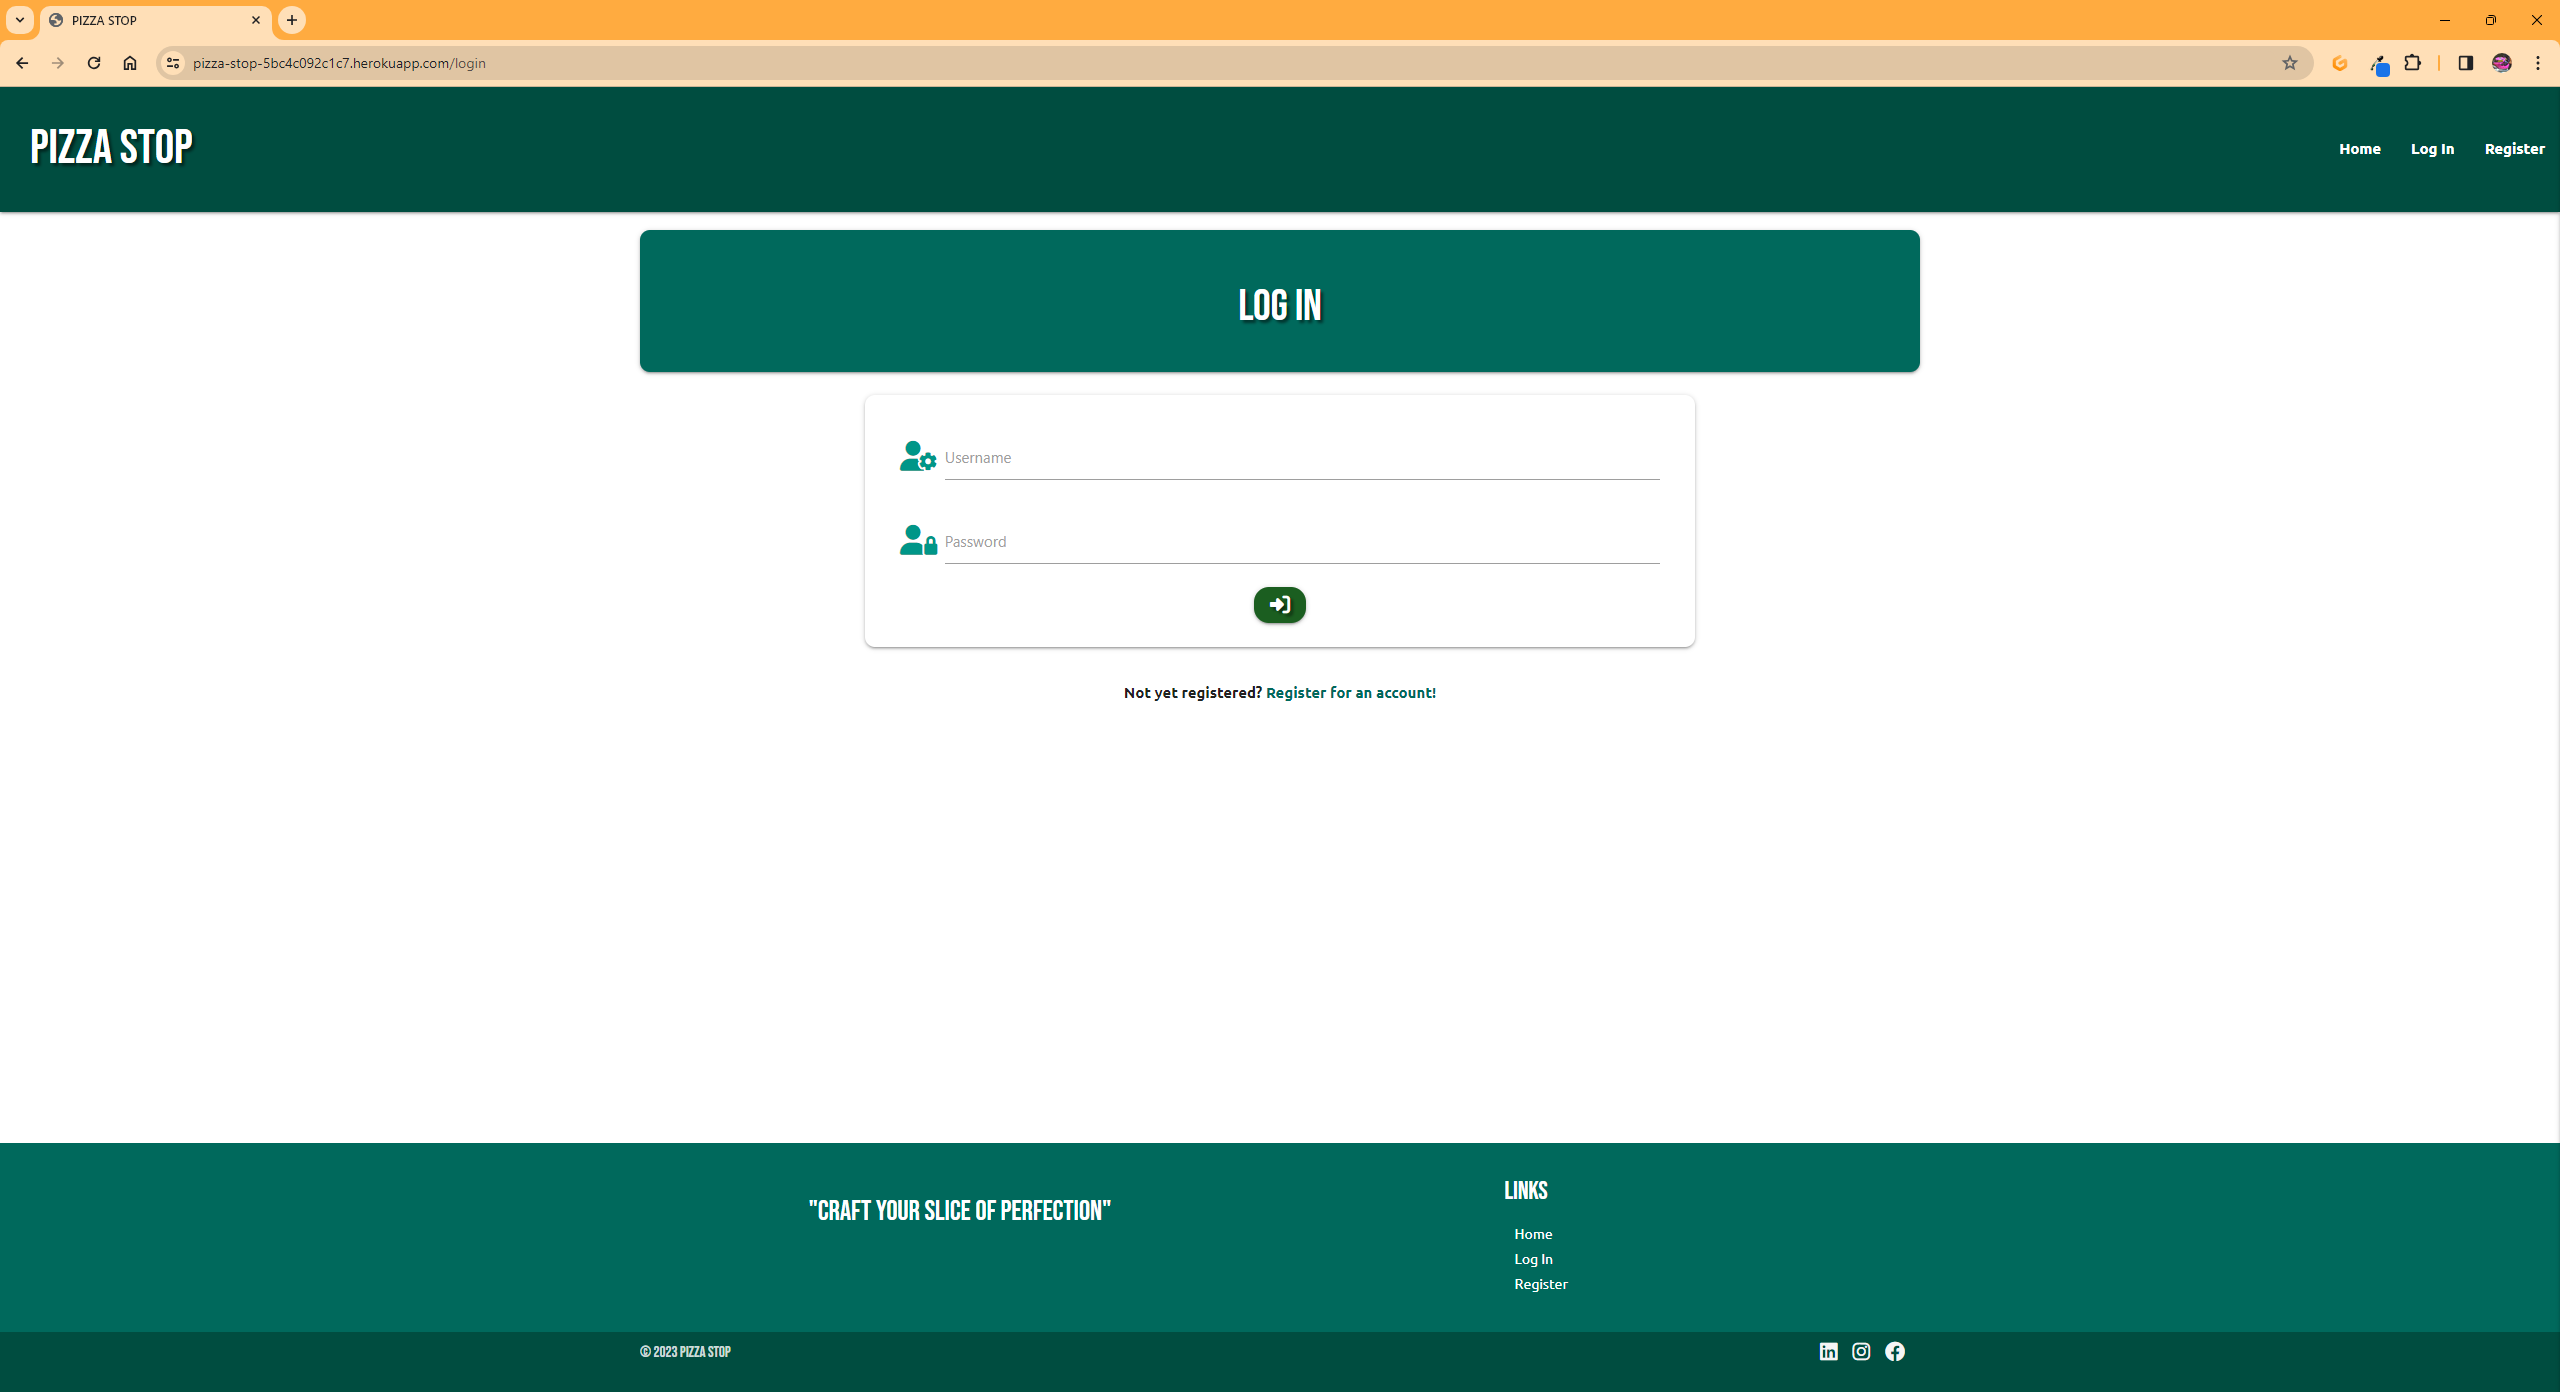 PIZZA STOP
pizza-stop-5bc4c092c1c7.herokuapp.com/login
PIZZA STOP
Home Log In Register
LOG IN
Username
Password
Not yet registered? Register for an account!
"CRAFT YOUR SLICE OF PERFECTION"
LINKS
Home
Log In
Register
© 2023 PIZZA STOP